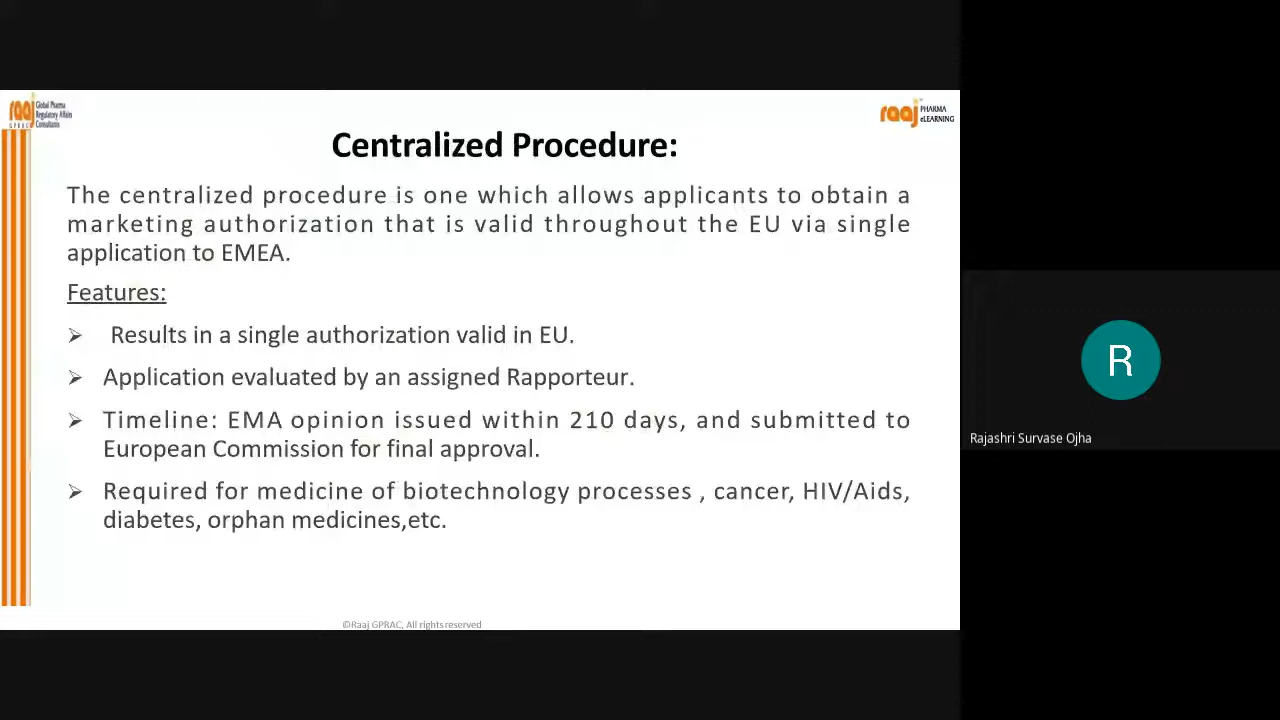 raaj Global Pharma
Regulatory Affairs
GPRAC Consultants
raaj PHARMA
eLEARNING
Centralized Procedure:
The centralized procedure is one which allows applicants to obtain a
marketing authorization that is valid throughout the EU via single
application to EMEA.
Features:
➢ Results in a single authorization valid in EU.
➢ Application evaluated by an assigned Rapporteur.
➢ Timeline: EMA opinion issued within 210 days, and submitted to
European Commission for final approval.
➢ Required for medicine of biotechnology processes , cancer, HIV/Aids,
diabetes, orphan medicines,etc.
©Raaj GPRAC, All rights reserved
R
Rajashri Survase Ojha